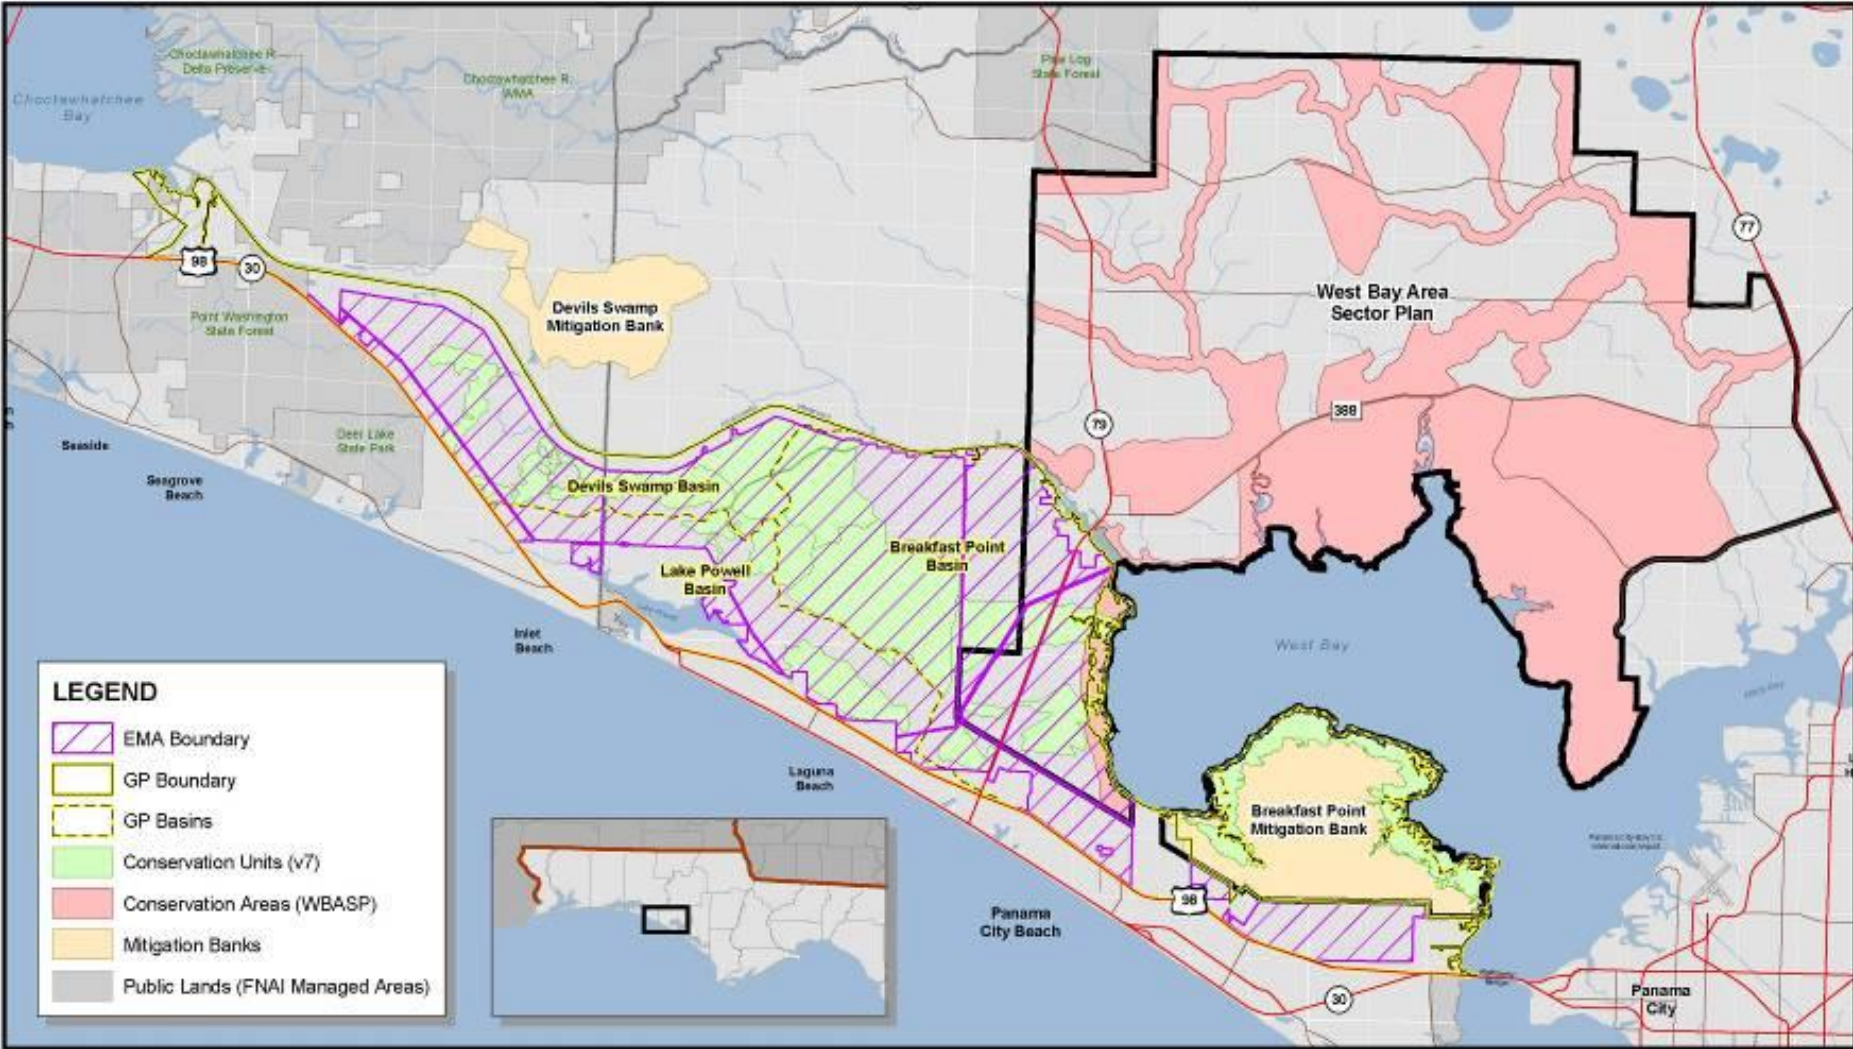 Choctawhatchee R.
Delta Preserve
Choctawhatchee R.
WMA
Pine Log
State Forest
Choctawhatchee
Bay
77
98
30
Devils Swamp
Mitigation Bank
West Bay Area
Sector Plan
Point Washington
State Forest
388
79
Deer Lake
State Park
Seaside
Seagrove
Beach
Devils Swamp Basin
Breakfast Point
Basin
Lake Powell
Basin
Inlet
Beach
West Bay
LEGEND
EMA Boundary
GP Boundary
GP Basins
Conservation Units (v7)
Conservation Areas (WBASP)
Mitigation Banks
Public Lands (FNAI Managed Areas)
Laguna
Beach
Breakfast Point
Mitigation Bank
98
Panama
City Beach
30
Panama
City